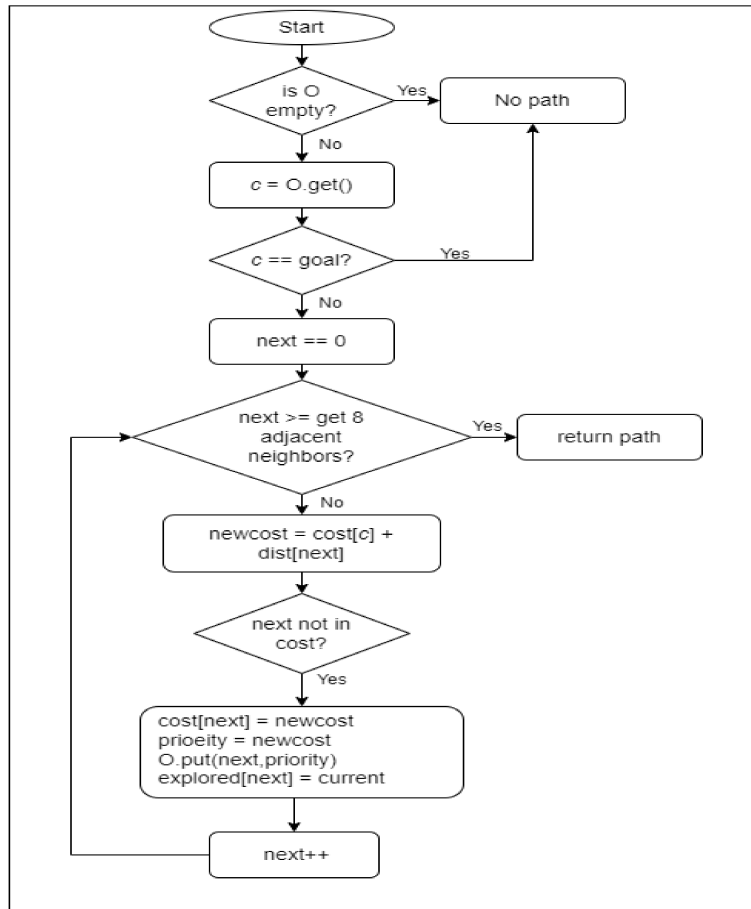 Start
is O
empty?
Yes
No path
No
c = O.get()
c == goal?
Yes
No
next == 0
next >= get 8
adjacent
neighbors?
Yes
return path
No
newcost = cost[c] +
dist[next]
next not in
cost?
Yes
cost[next] = newcost
prioeity = newcost
O.put(next,priority)
explored[next] = current
next++